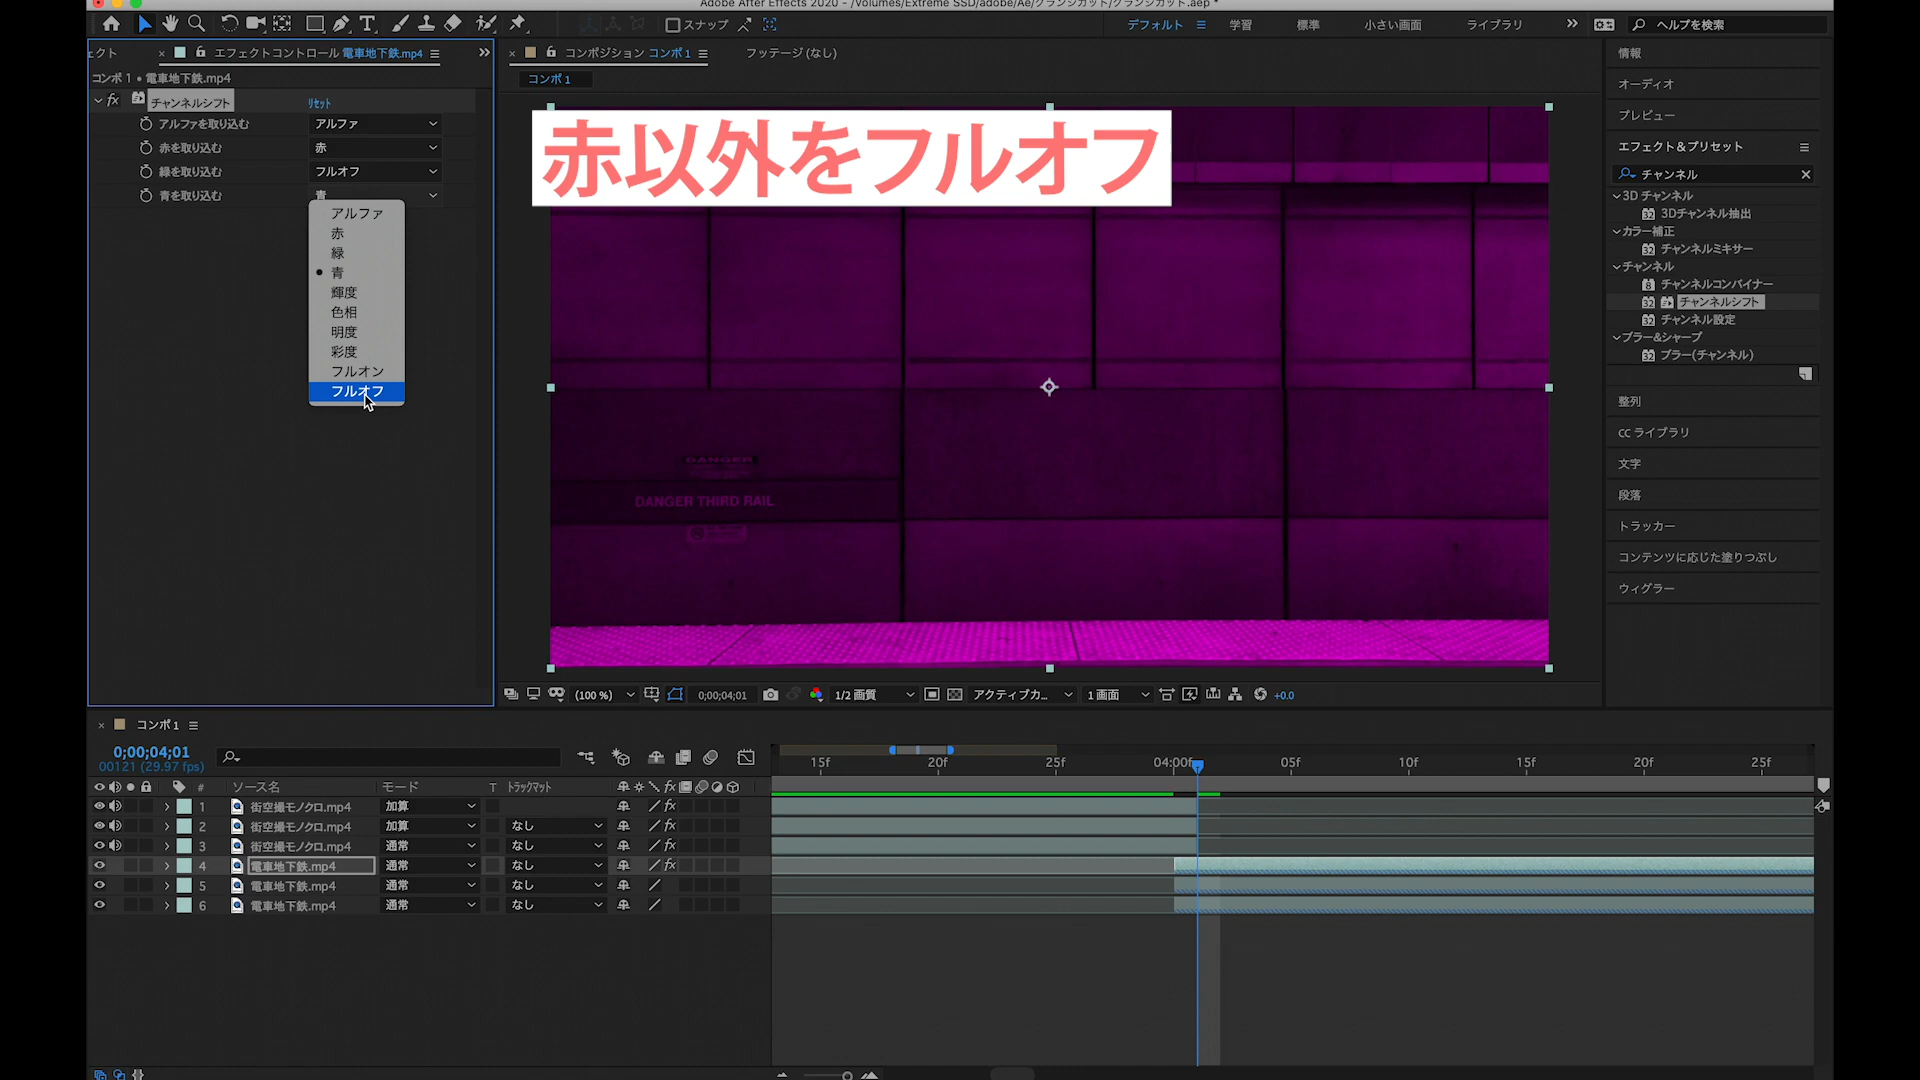 Adobe After Effects 2020 - /Volumes/Extreme SSD/adobe/Ae/グランジカット/グランジカット.aep *
スナップ
デフォルト
学習
標準
小さい画面
ライブラリ
ヘルプを検索
ェクト
エフェクトコントロール 電車地下鉄.mp4
コンポジション コンポ1
フッテージ (なし)
情報
コンポ 1 • 電車地下鉄.mp4
コンポ1
オーディオ
fx チャンネルシフト リセット
アルファを取り込む アルファ
赤を取り込む 赤
緑を取り込む フルオフ
青を取り込む 青
アルファ
赤
緑
青
輝度
色相
明度
彩度
フルオン
フルオフ
赤以外をフルオフ
DANGER
DANGER THIRD RAIL
プレビュー
エフェクト&プリセット
チャンネル
3D チャンネル
32 3Dチャンネル抽出
カラー補正
32 チャンネルミキサー
チャンネル
8 チャンネルコンバイナー
32 チャンネルシフト
32 チャンネル設定
ブラー&シャープ
32 ブラー(チャンネル)
整列
CC ライブラリ
文字
段落
トラッカー
コンテンツに応じた塗りつぶし
ウィグラー
(100 %)
0;00;04;01
1/2 画質
アクティブカ...
1 画面
+0.0
コンポ1
0;00;04;01
00121 (29.97 fps)
15f 20f 25f 04:00f 05f 10f 15f 20f 25f
# ソース名 モード T トラックマット fx
1 街空撮モノクロ.mp4 加算 fx
2 街空撮モノクロ.mp4 加算 なし fx
3 街空撮モノクロ.mp4 通常 なし fx
4 電車地下鉄.mp4 通常 なし fx
5 電車地下鉄.mp4 通常 なし
6 電車地下鉄.mp4 通常 なし